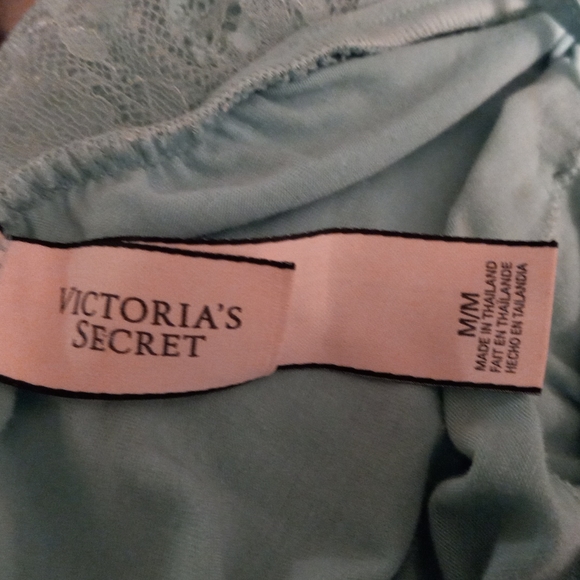 VICTORIA'S
SECRET
M/M
MADE IN THAILAND
FAIT EN THAÏLANDE
HECHO EN TAILANDIA